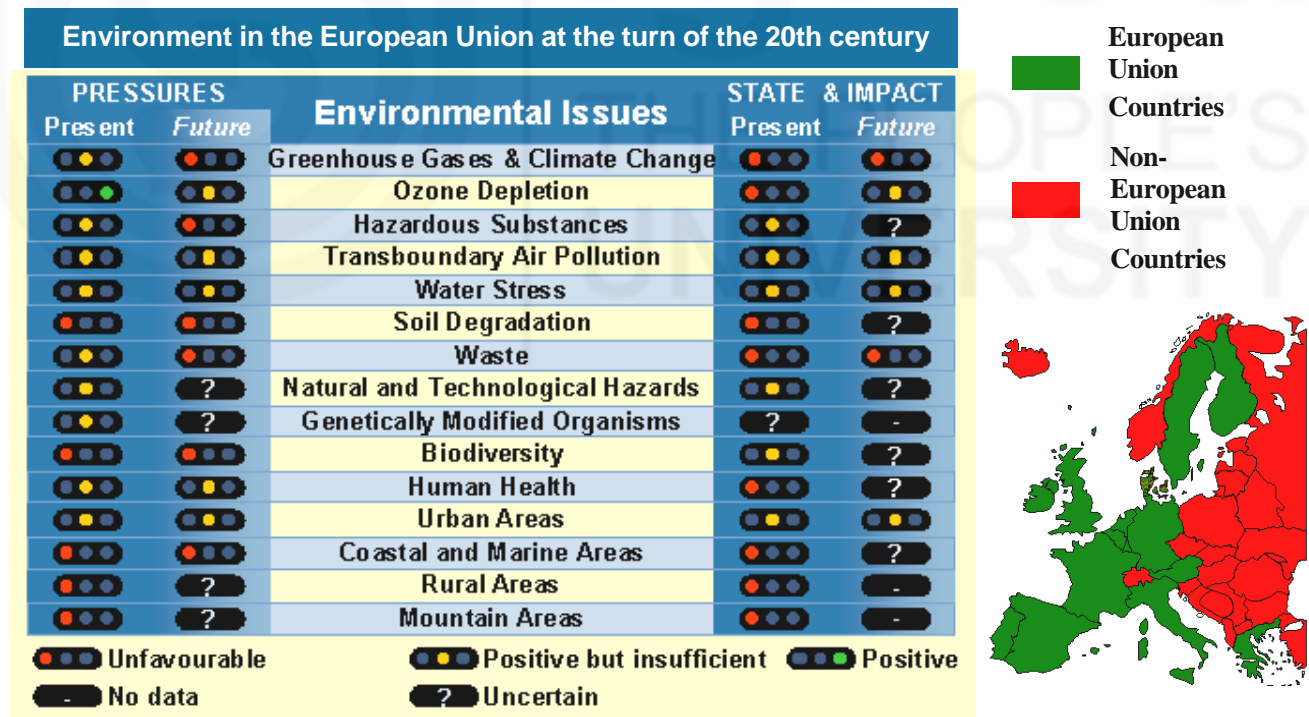 Environment in the European Union at the turn of the 20th century
PRESSURES
Present Future
Environmental Issues
STATE & IMPACT
Present Future
Greenhouse Gases & Climate Change
Ozone Depletion
Hazardous Substances ?
Transboundary Air Pollution
Water Stress
Soil Degradation ?
Waste
? Natural and Technological Hazards ?
? Genetically Modified Organisms ? -
Biodiversity ?
Human Health ?
Urban Areas
Coastal and Marine Areas ?
? Rural Areas -
? Mountain Areas -
Unfavourable Positive but insufficient Positive
- No data ? Uncertain
European
Union
Countries
Non-
European
Union
Countries
THE PEOPLE'S
UNIVERSITY